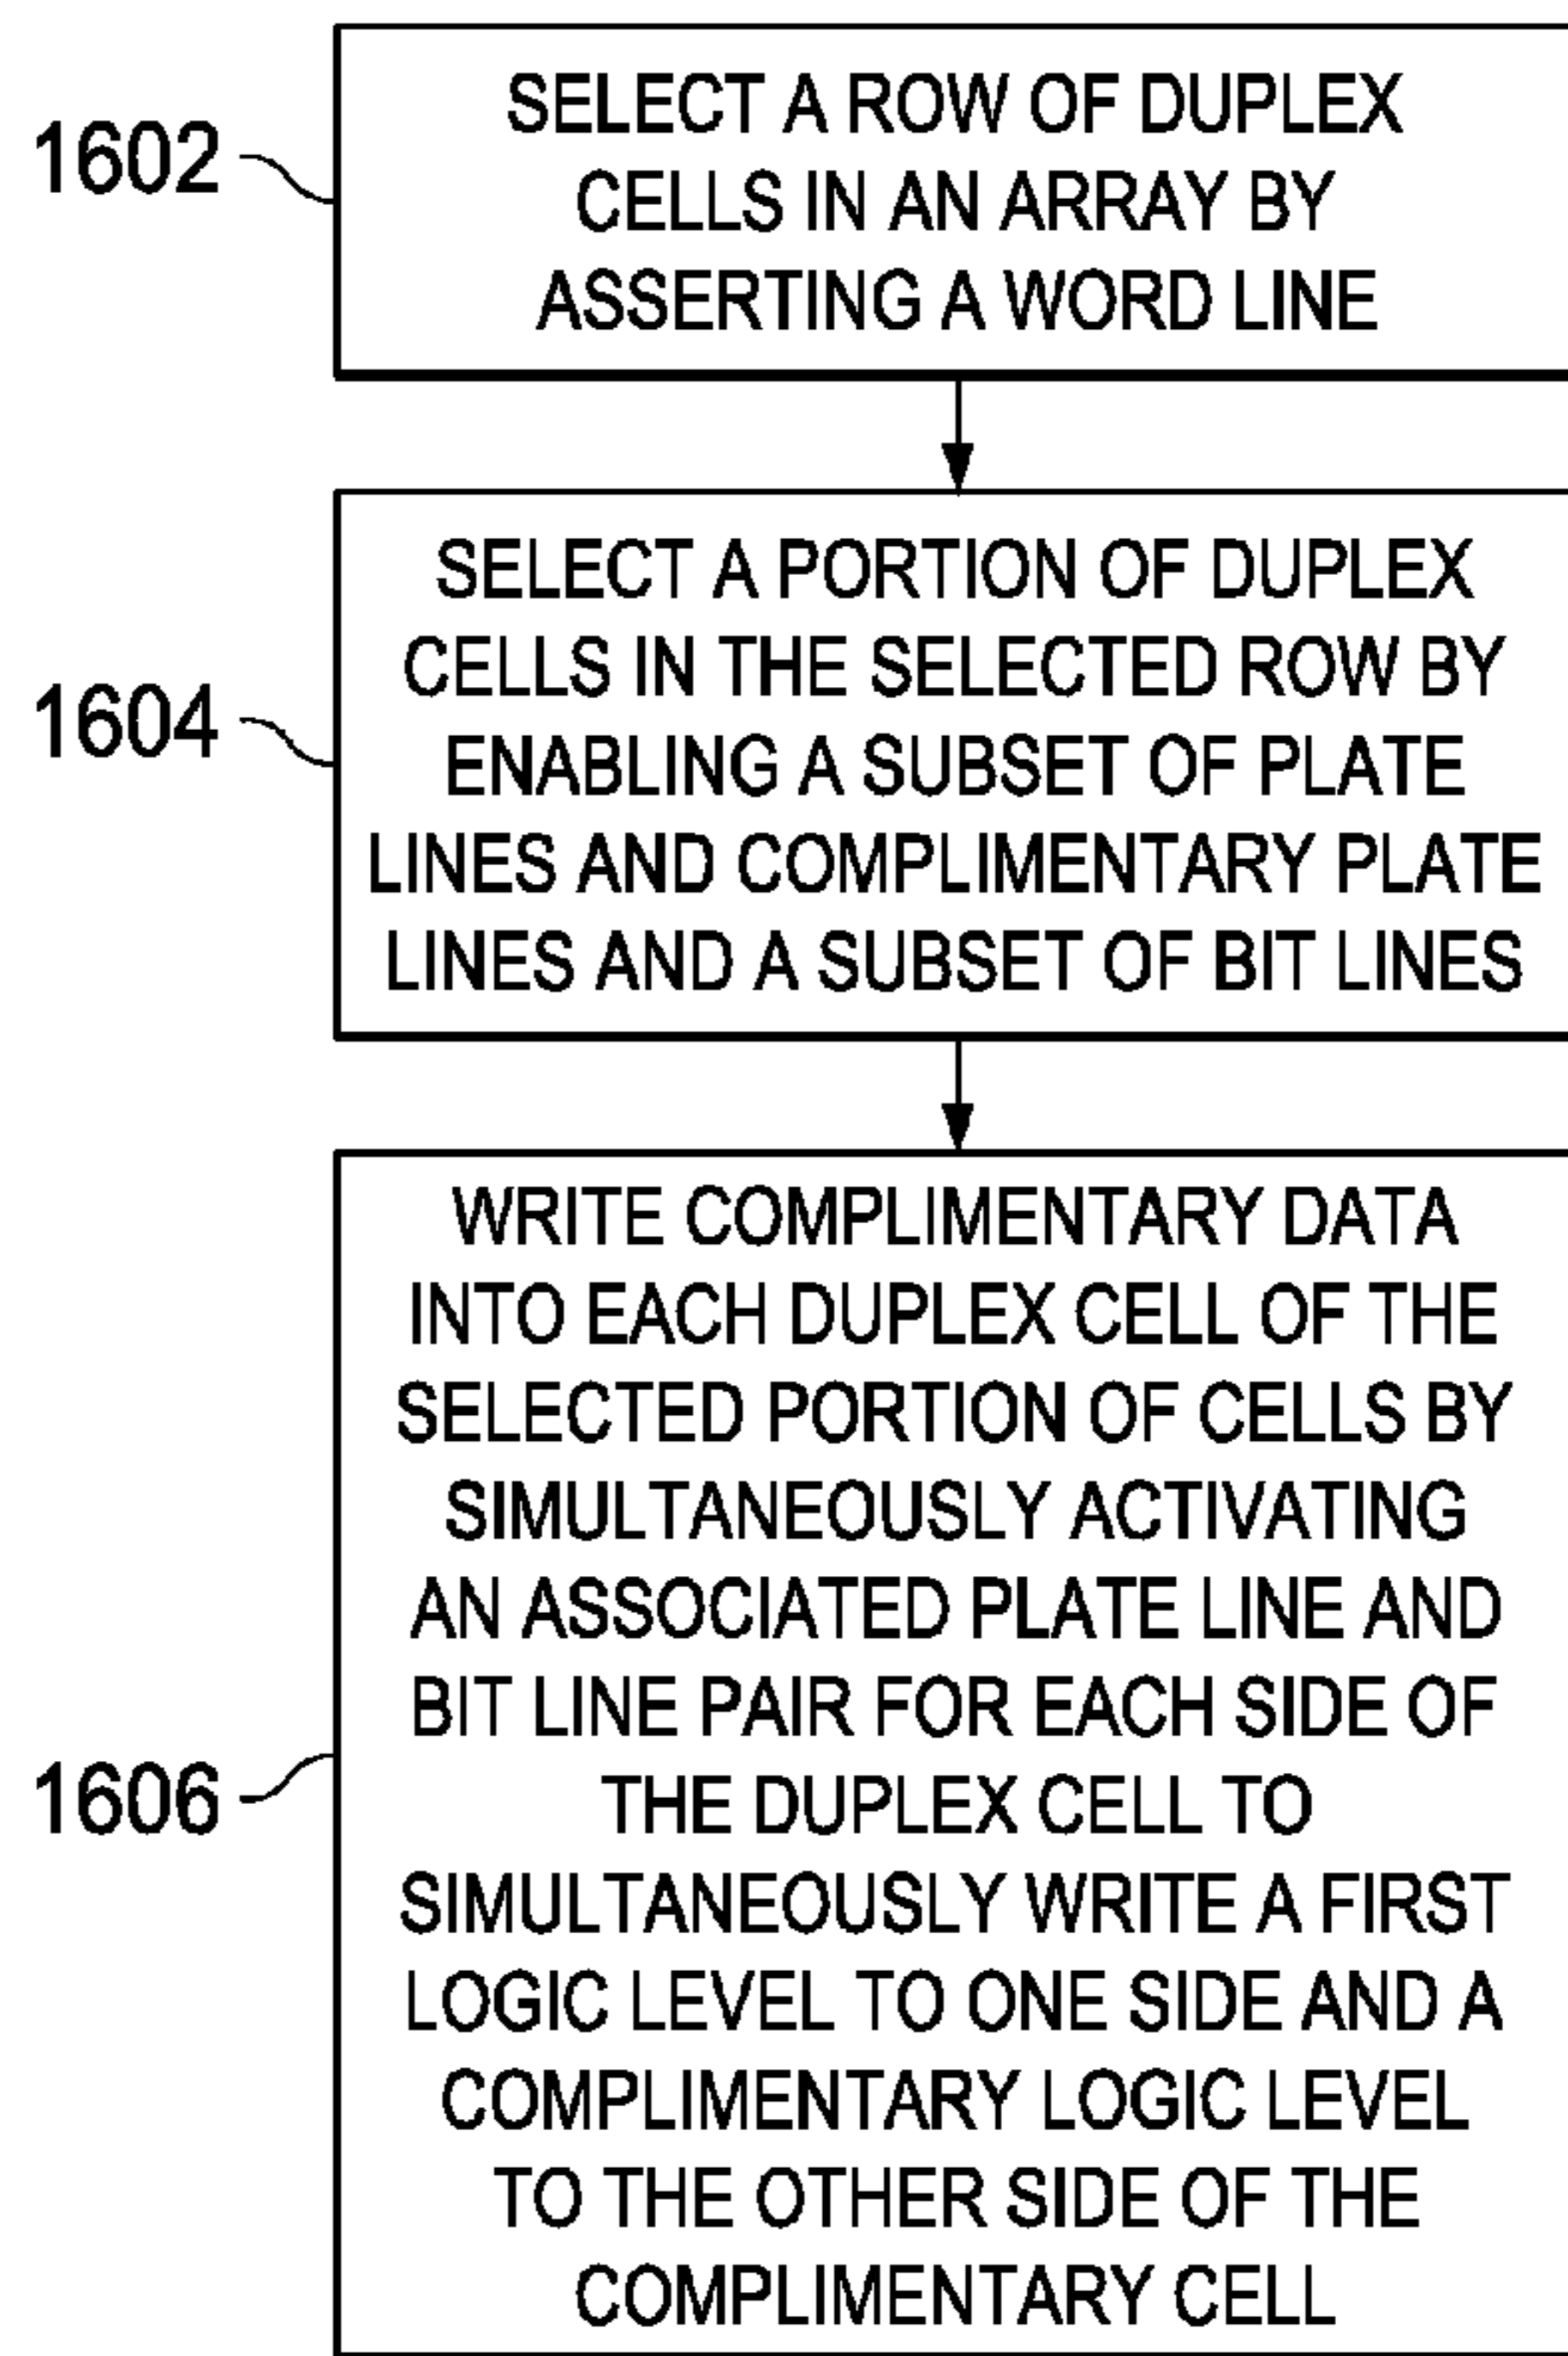 1602
SELECT A ROW OF DUPLEX
CELLS IN AN ARRAY BY
ASSERTING A WORD LINE
1604
SELECT A PORTION OF DUPLEX
CELLS IN THE SELECTED ROW BY
ENABLING A SUBSET OF PLATE
LINES AND COMPLIMENTARY PLATE
LINES AND A SUBSET OF BIT LINES
1606
WRITE COMPLIMENTARY DATA
INTO EACH DUPLEX CELL OF THE
SELECTED PORTION OF CELLS BY
SIMULTANEOUSLY ACTIVATING
AN ASSOCIATED PLATE LINE AND
BIT LINE PAIR FOR EACH SIDE OF
THE DUPLEX CELL TO
SIMULTANEOUSLY WRITE A FIRST
LOGIC LEVEL TO ONE SIDE AND A
COMPLIMENTARY LOGIC LEVEL
TO THE OTHER SIDE OF THE
COMPLIMENTARY CELL